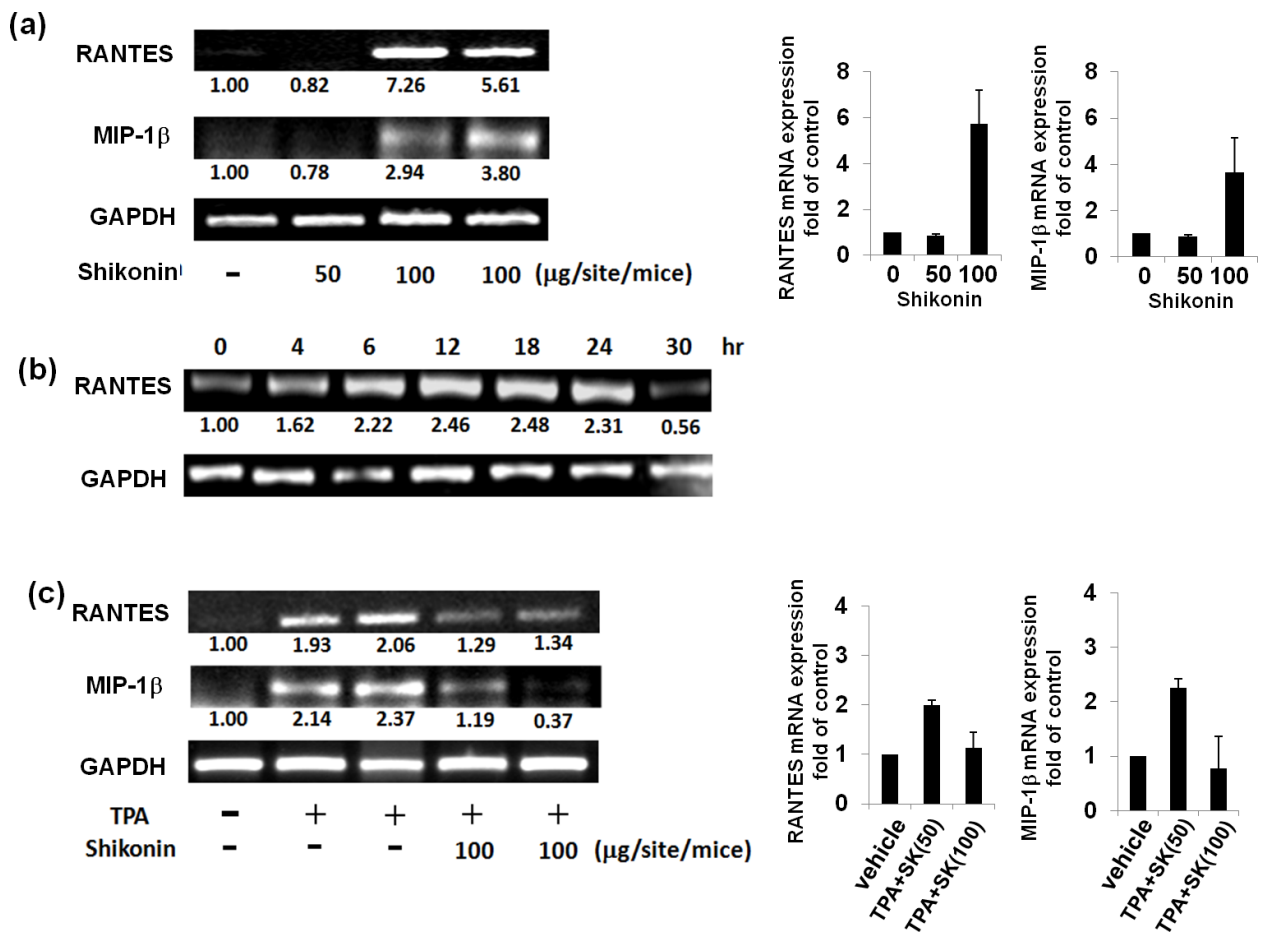 (a)
RANTES
1.00 0.82 7.26 5.61
MIP-1β
1.00 0.78 2.94 3.80
GAPDH
Shikonin - 50 100 100 (μg/site/mice)
RANTES mRNA expression
fold of control
8
6
4
2
0
0 50 100
Shikonin
MIP-1β mRNA expression
fold of control
8
6
4
2
0
0 50 100
Shikonin
(b)
0 4 6 12 18 24 30 hr
RANTES
1.00 1.62 2.22 2.46 2.48 2.31 0.56
GAPDH
(c)
RANTES
1.00 1.93 2.06 1.29 1.34
MIP-1β
1.00 2.14 2.37 1.19 0.37
GAPDH
TPA - + + + +
Shikonin - - - 100 100 (μg/site/mice)
RANTES mRNA expression
fold of control
4
3
2
1
0
vehicle
TPA+SK(50)
TPA+SK(100)
MIP-1β mRNA expression
fold of control
4
3
2
1
0
vehicle
TPA+SK(50)
TPA+SK(100)